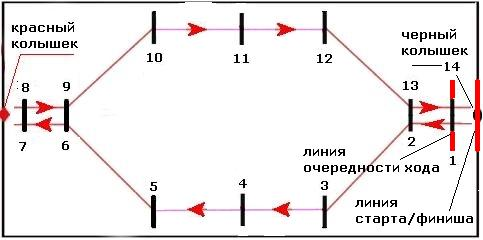 красный
колышек
черный
колышек
14
8
9
10
11
12
13
7
6
5
4
3
2
1
линия
очередности хода
линия
старта/финиша